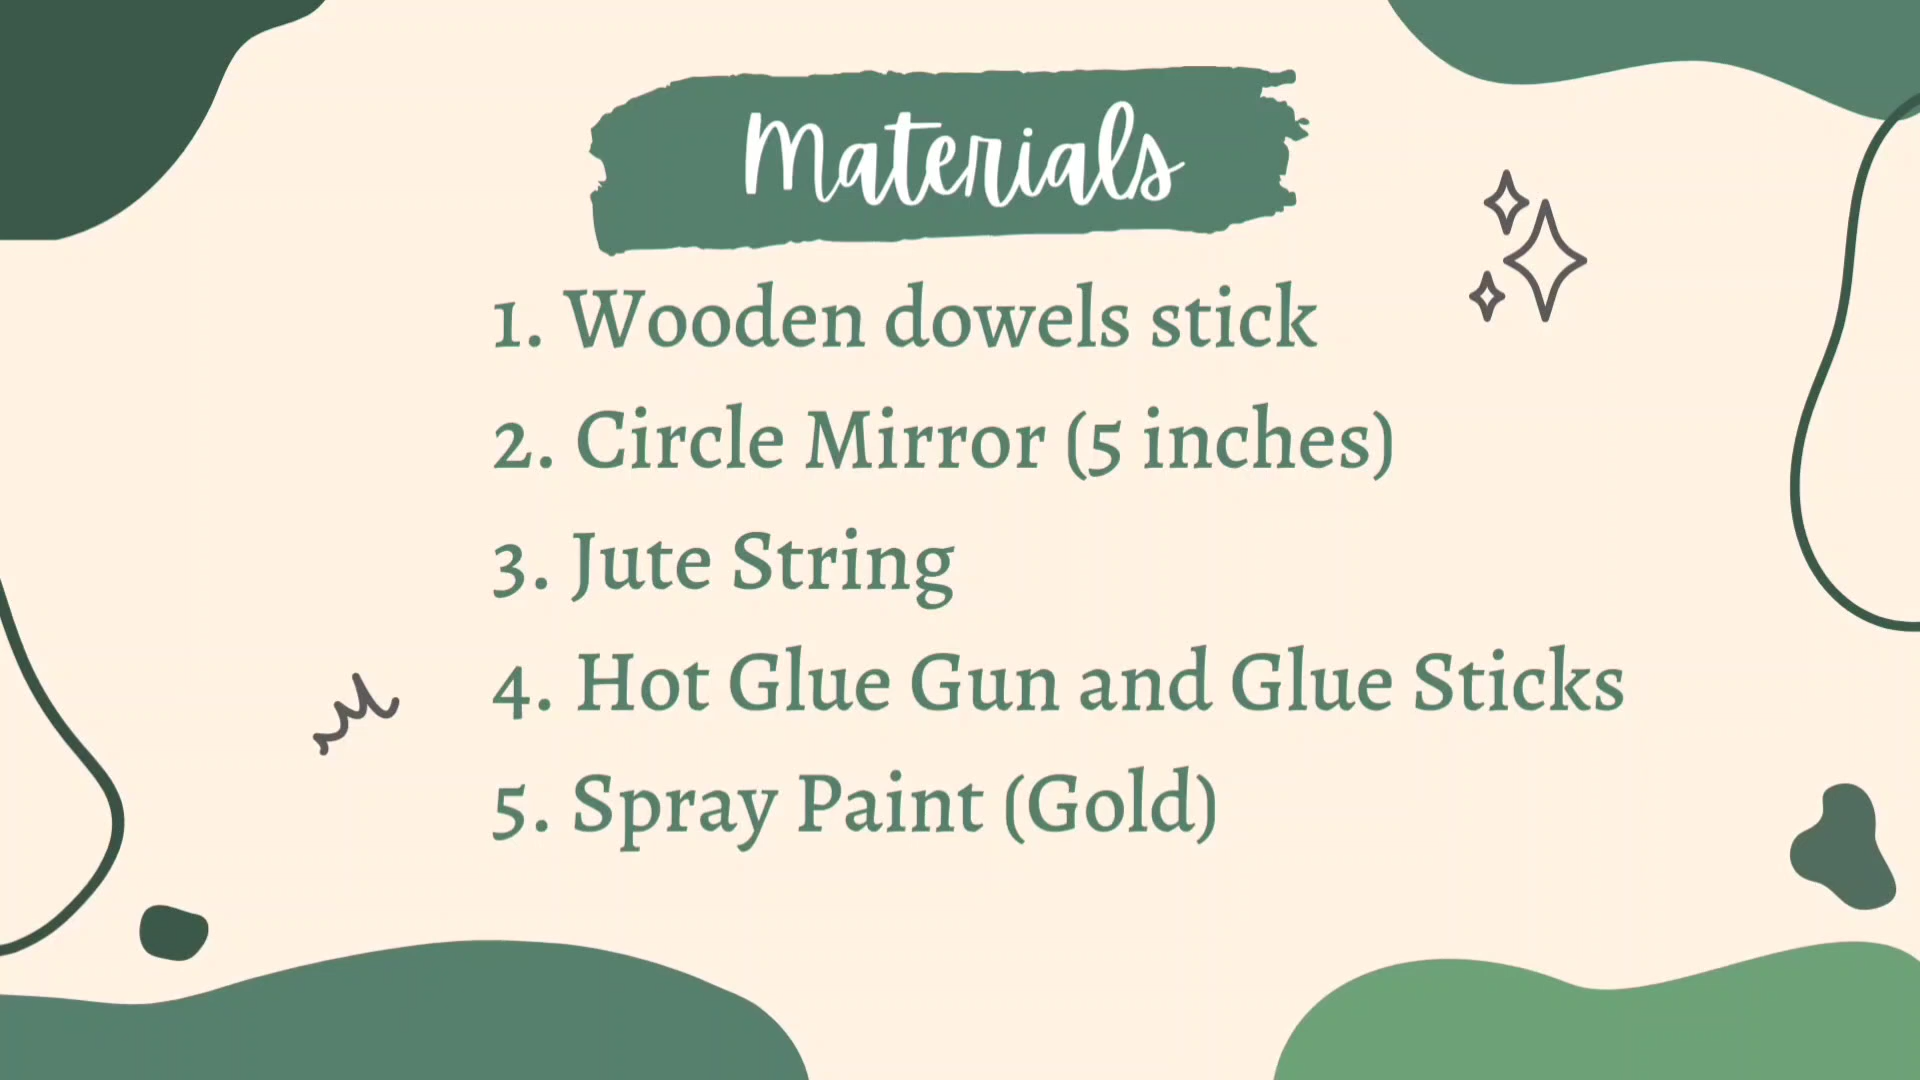 Materials
1. Wooden dowels stick
2. Circle Mirror (5 inches)
3. Jute String
4. Hot Glue Gun and Glue Sticks
5. Spray Paint (Gold)